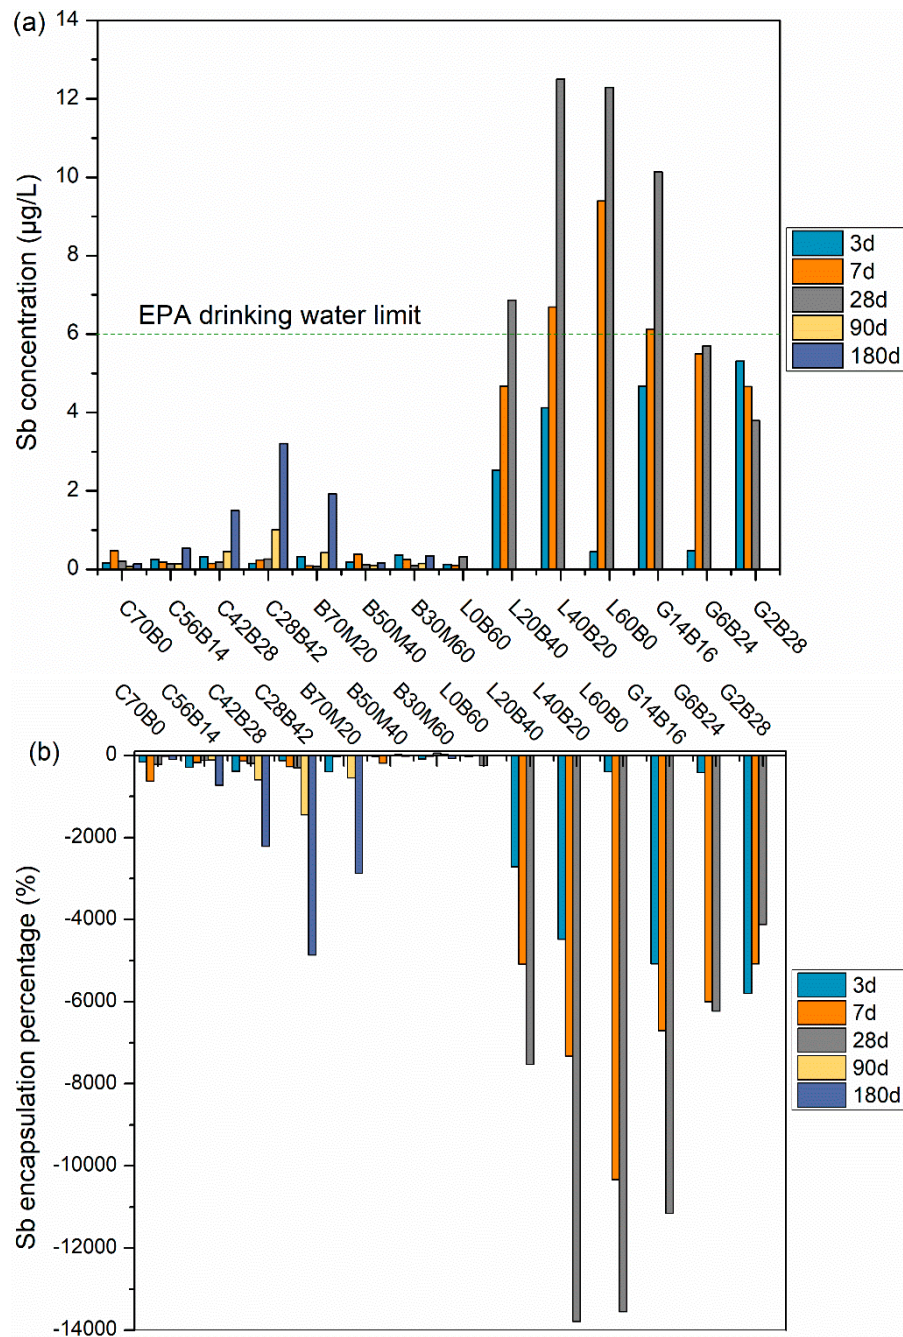 (a)
Sb concentration (µg/L)
14
12
10
8
6
4
2
0
EPA drinking water limit
3d
7d
28d
90d
180d
C70B0
C56B14
C42B28
C28B42
B70M20
B50M40
B30M60
L0B60
L20B40
L40B20
L60B0
G14B16
G6B24
G2B28
C70B0
C56B14
C42B28
C28B42
B70M20
B50M40
B30M60
L0B60
L20B40
L40B20
L60B0
G14B16
G6B24
G2B28
(b)
Sb encapsulation percentage (%)
0
-2000
-4000
-6000
-8000
-10000
-12000
-14000
3d
7d
28d
90d
180d